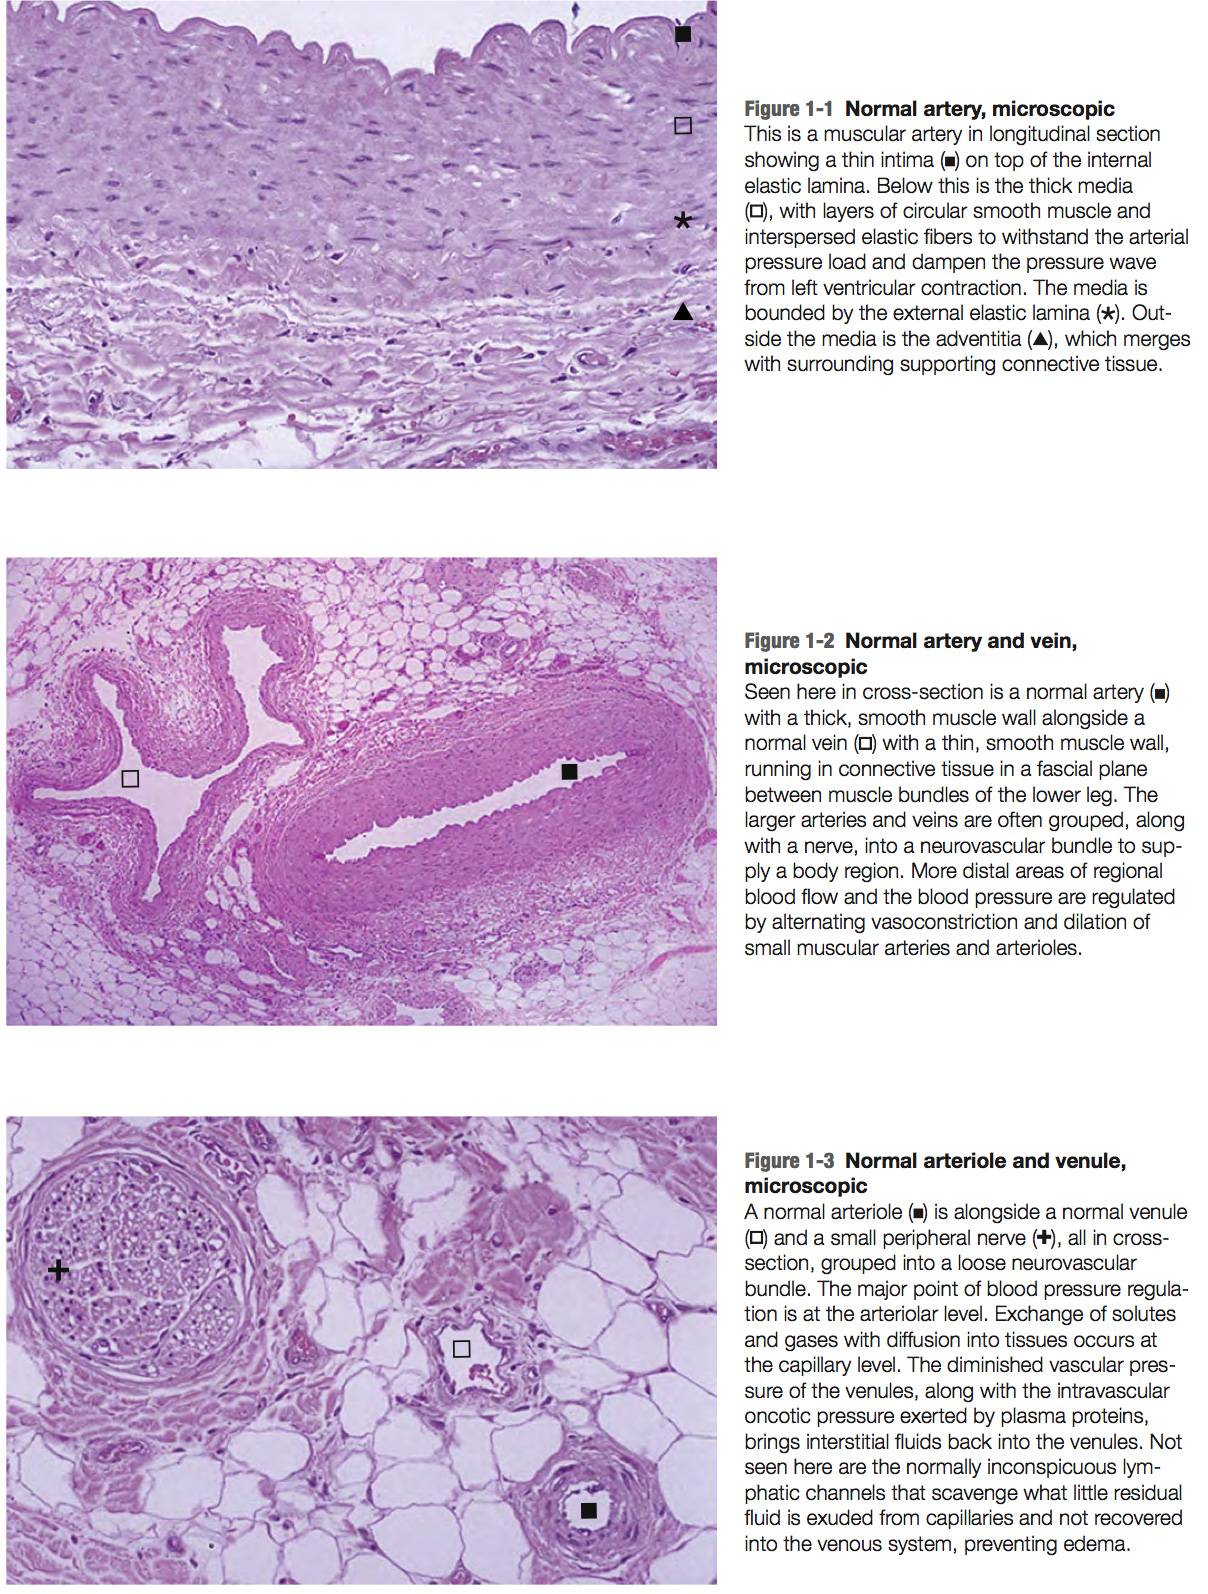 Figure 1-1 Normal artery, microscopic
This is a muscular artery in longitudinal section
showing a thin intima (■) on top of the internal
elastic lamina. Below this is the thick media
(□), with layers of circular smooth muscle and
interspersed elastic fibers to withstand the arterial
pressure load and dampen the pressure wave
from left ventricular contraction. The media is
bounded by the external elastic lamina (★). Out-
side the media is the adventitia (▲), which merges
with surrounding supporting connective tissue.
Figure 1-2 Normal artery and vein,
microscopic
Seen here in cross-section is a normal artery (■)
with a thick, smooth muscle wall alongside a
normal vein (□) with a thin, smooth muscle wall,
running in connective tissue in a fascial plane
between muscle bundles of the lower leg. The
larger arteries and veins are often grouped, along
with a nerve, into a neurovascular bundle to sup-
ply a body region. More distal areas of regional
blood flow and the blood pressure are regulated
by alternating vasoconstriction and dilation of
small muscular arteries and arterioles.
Figure 1-3 Normal arteriole and venule,
microscopic
A normal arteriole (■) is alongside a normal venule
(□) and a small peripheral nerve (✚), all in cross-
section, grouped into a loose neurovascular
bundle. The major point of blood pressure regula-
tion is at the arteriolar level. Exchange of solutes
and gases with diffusion into tissues occurs at
the capillary level. The diminished vascular pres-
sure of the venules, along with the intravascular
oncotic pressure exerted by plasma proteins,
brings interstitial fluids back into the venules. Not
seen here are the normally inconspicuous lym-
phatic channels that scavenge what little residual
fluid is exuded from capillaries and not recovered
into the venous system, preventing edema.